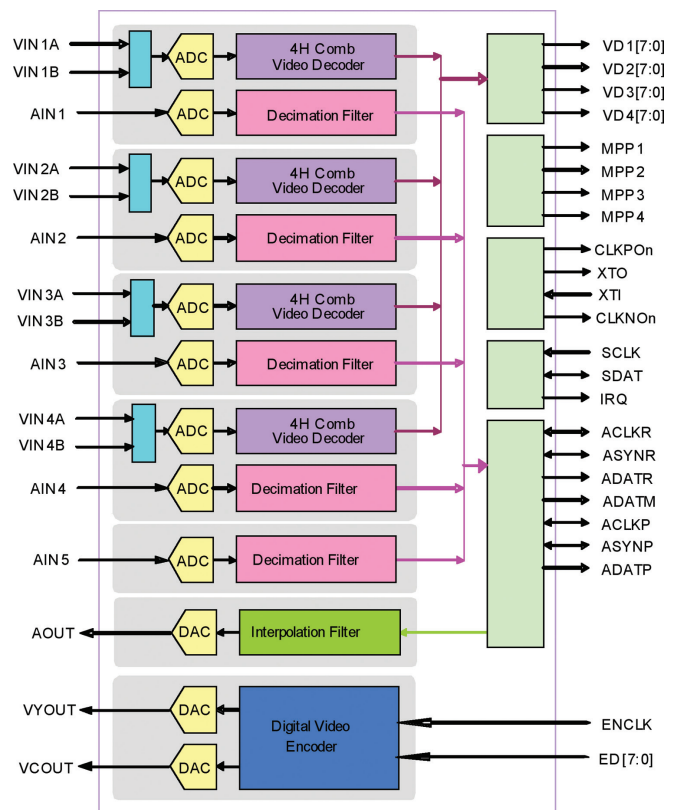 VIN1A
VIN1B
ADC
4H Comb
Video Decoder
AIN1
ADC
Decimation Filter
VIN2A
VIN2B
ADC
4H Comb
Video Decoder
AIN2
ADC
Decimation Filter
VIN3A
VIN3B
ADC
4H Comb
Video Decoder
AIN3
ADC
Decimation Filter
VIN4A
VIN4B
ADC
4H Comb
Video Decoder
AIN4
ADC
Decimation Filter
AIN5
ADC
Decimation Filter
AOUT
DAC
Interpolation Filter
VYOUT
DAC
Digital Video
Encoder
VCOUT
DAC
VD1[7:0]
VD2[7:0]
VD3[7:0]
VD4[7:0]
MPP1
MPP2
MPP3
MPP4
CLKPOn
XTO
XTI
CLKNOn
SCLK
SDAT
IRQ
ACLKR
ASYNR
ADATR
ADATM
ACLKP
ASYNP
ADATP
ENCLK
ED[7:0]